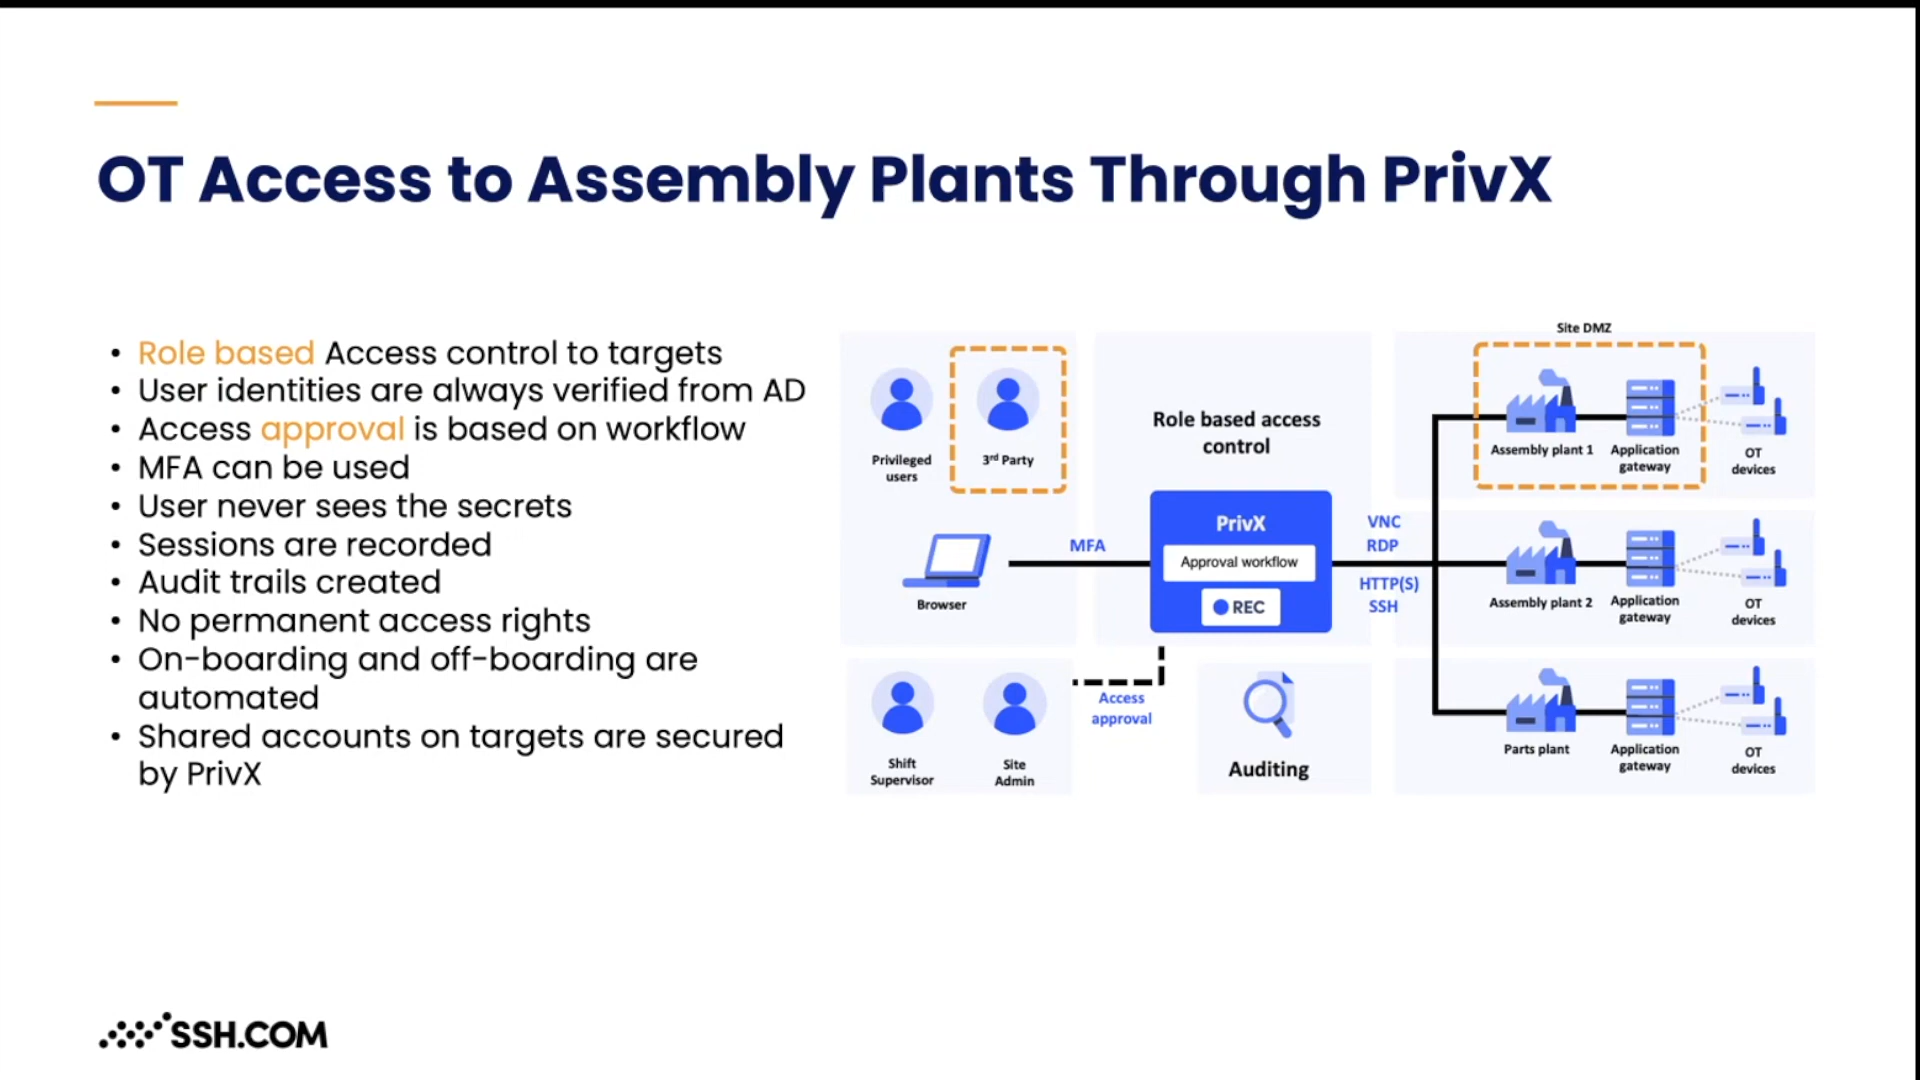 OT Access to Assembly Plants Through PrivX
• Role based Access control to targets
• User identities are always verified from AD
• Access approval is based on workflow
• MFA can be used
• User never sees the secrets
• Sessions are recorded
• Audit trails created
• No permanent access rights
• On-boarding and off-boarding are
automated
• Shared accounts on targets are secured
by PrivX
Privileged
users
3rd Party
Browser
MFA
Role based access
control
PrivX
Approval workflow
REC
VNC
RDP
HTTP(S)
SSH
Shift
Supervisor
Site
Admin
Access
approval
Auditing
Site DMZ
Assembly plant 1
Application
gateway
OT
devices
Assembly plant 2
Application
gateway
OT
devices
Parts plant
Application
gateway
OT
devices
SSH.COM